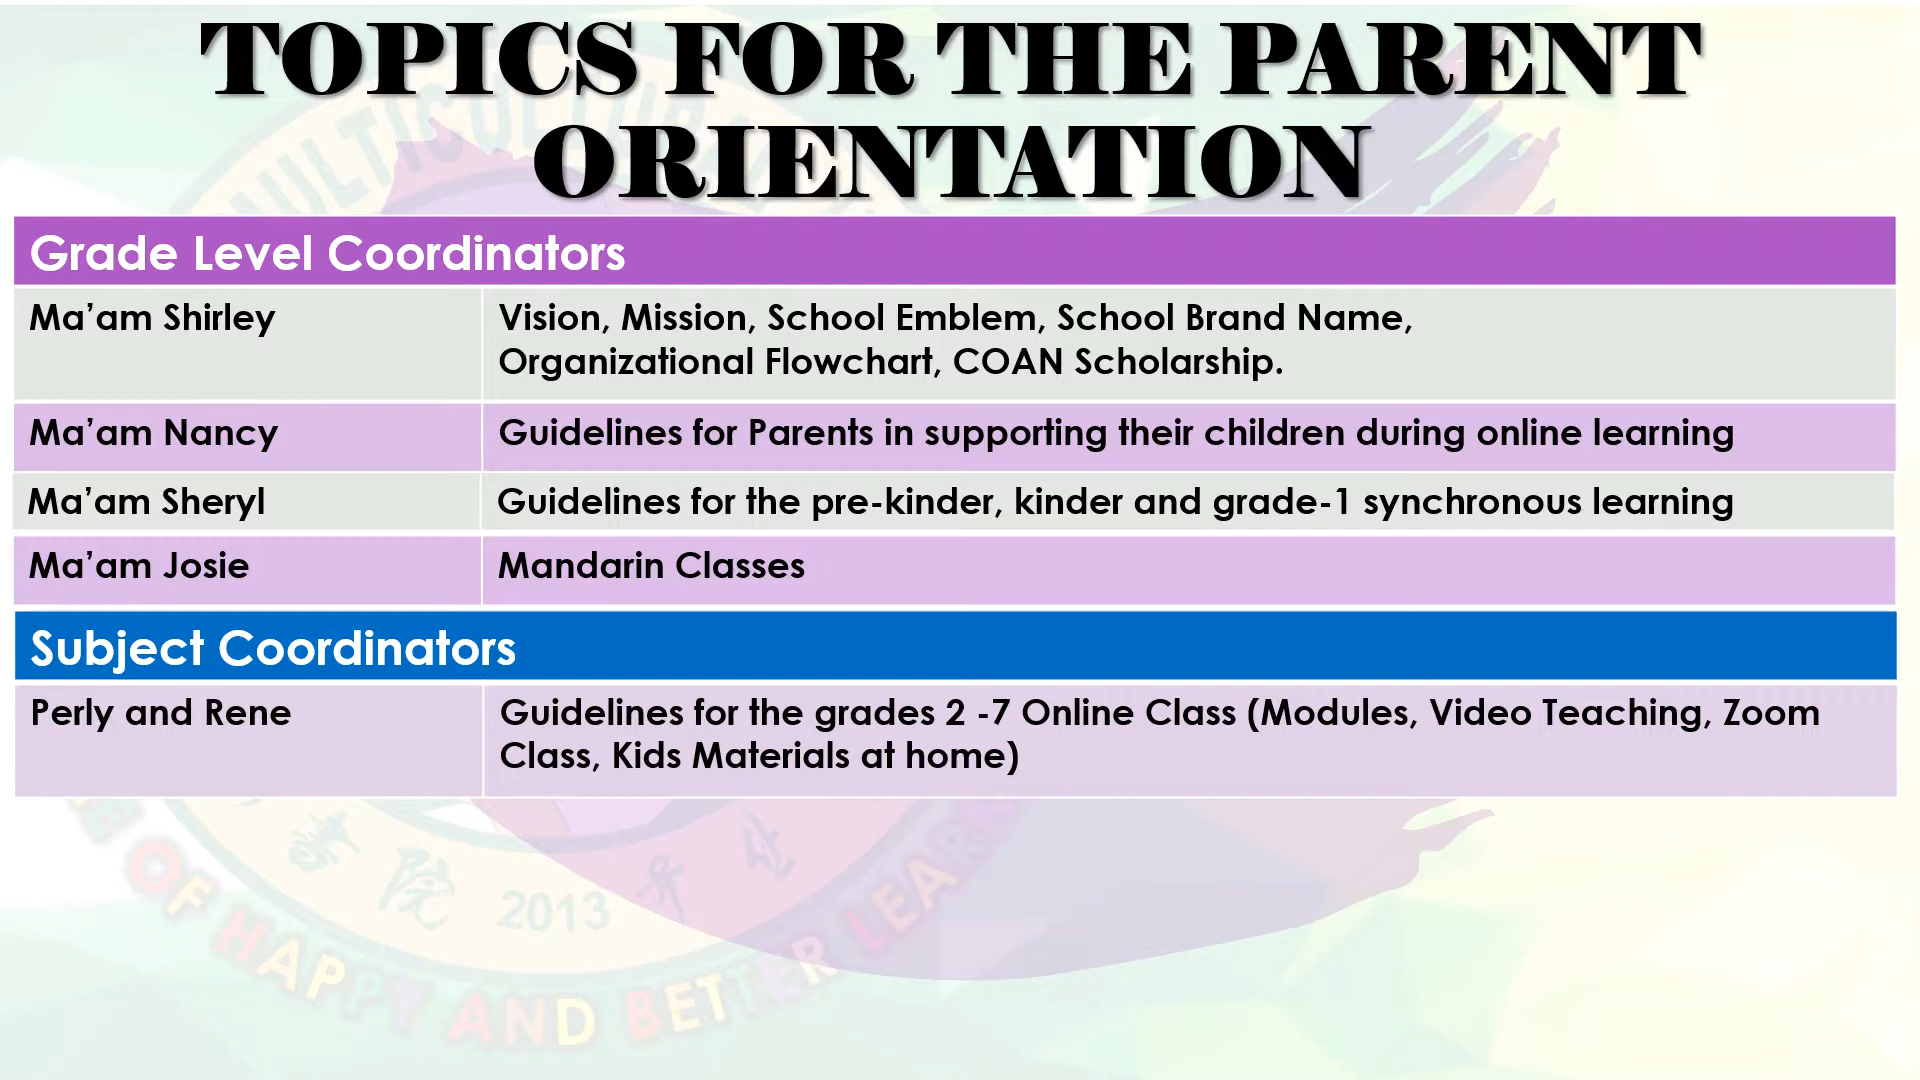 TOPICS FOR THE PARENT
ORIENTATION
Grade Level Coordinators
Ma’am Shirley
Vision, Mission, School Emblem, School Brand Name,
Organizational Flowchart, COAN Scholarship.
Ma’am Nancy
Guidelines for Parents in supporting their children during online learning
Ma’am Sheryl
Guidelines for the pre-kinder, kinder and grade-1 synchronous learning
Ma’am Josie
Mandarin Classes
Subject Coordinators
Perly and Rene
Guidelines for the grades 2 -7 Online Class (Modules, Video Teaching, Zoom
Class, Kids Materials at home)
2013
OF HAPPY AND BETTER